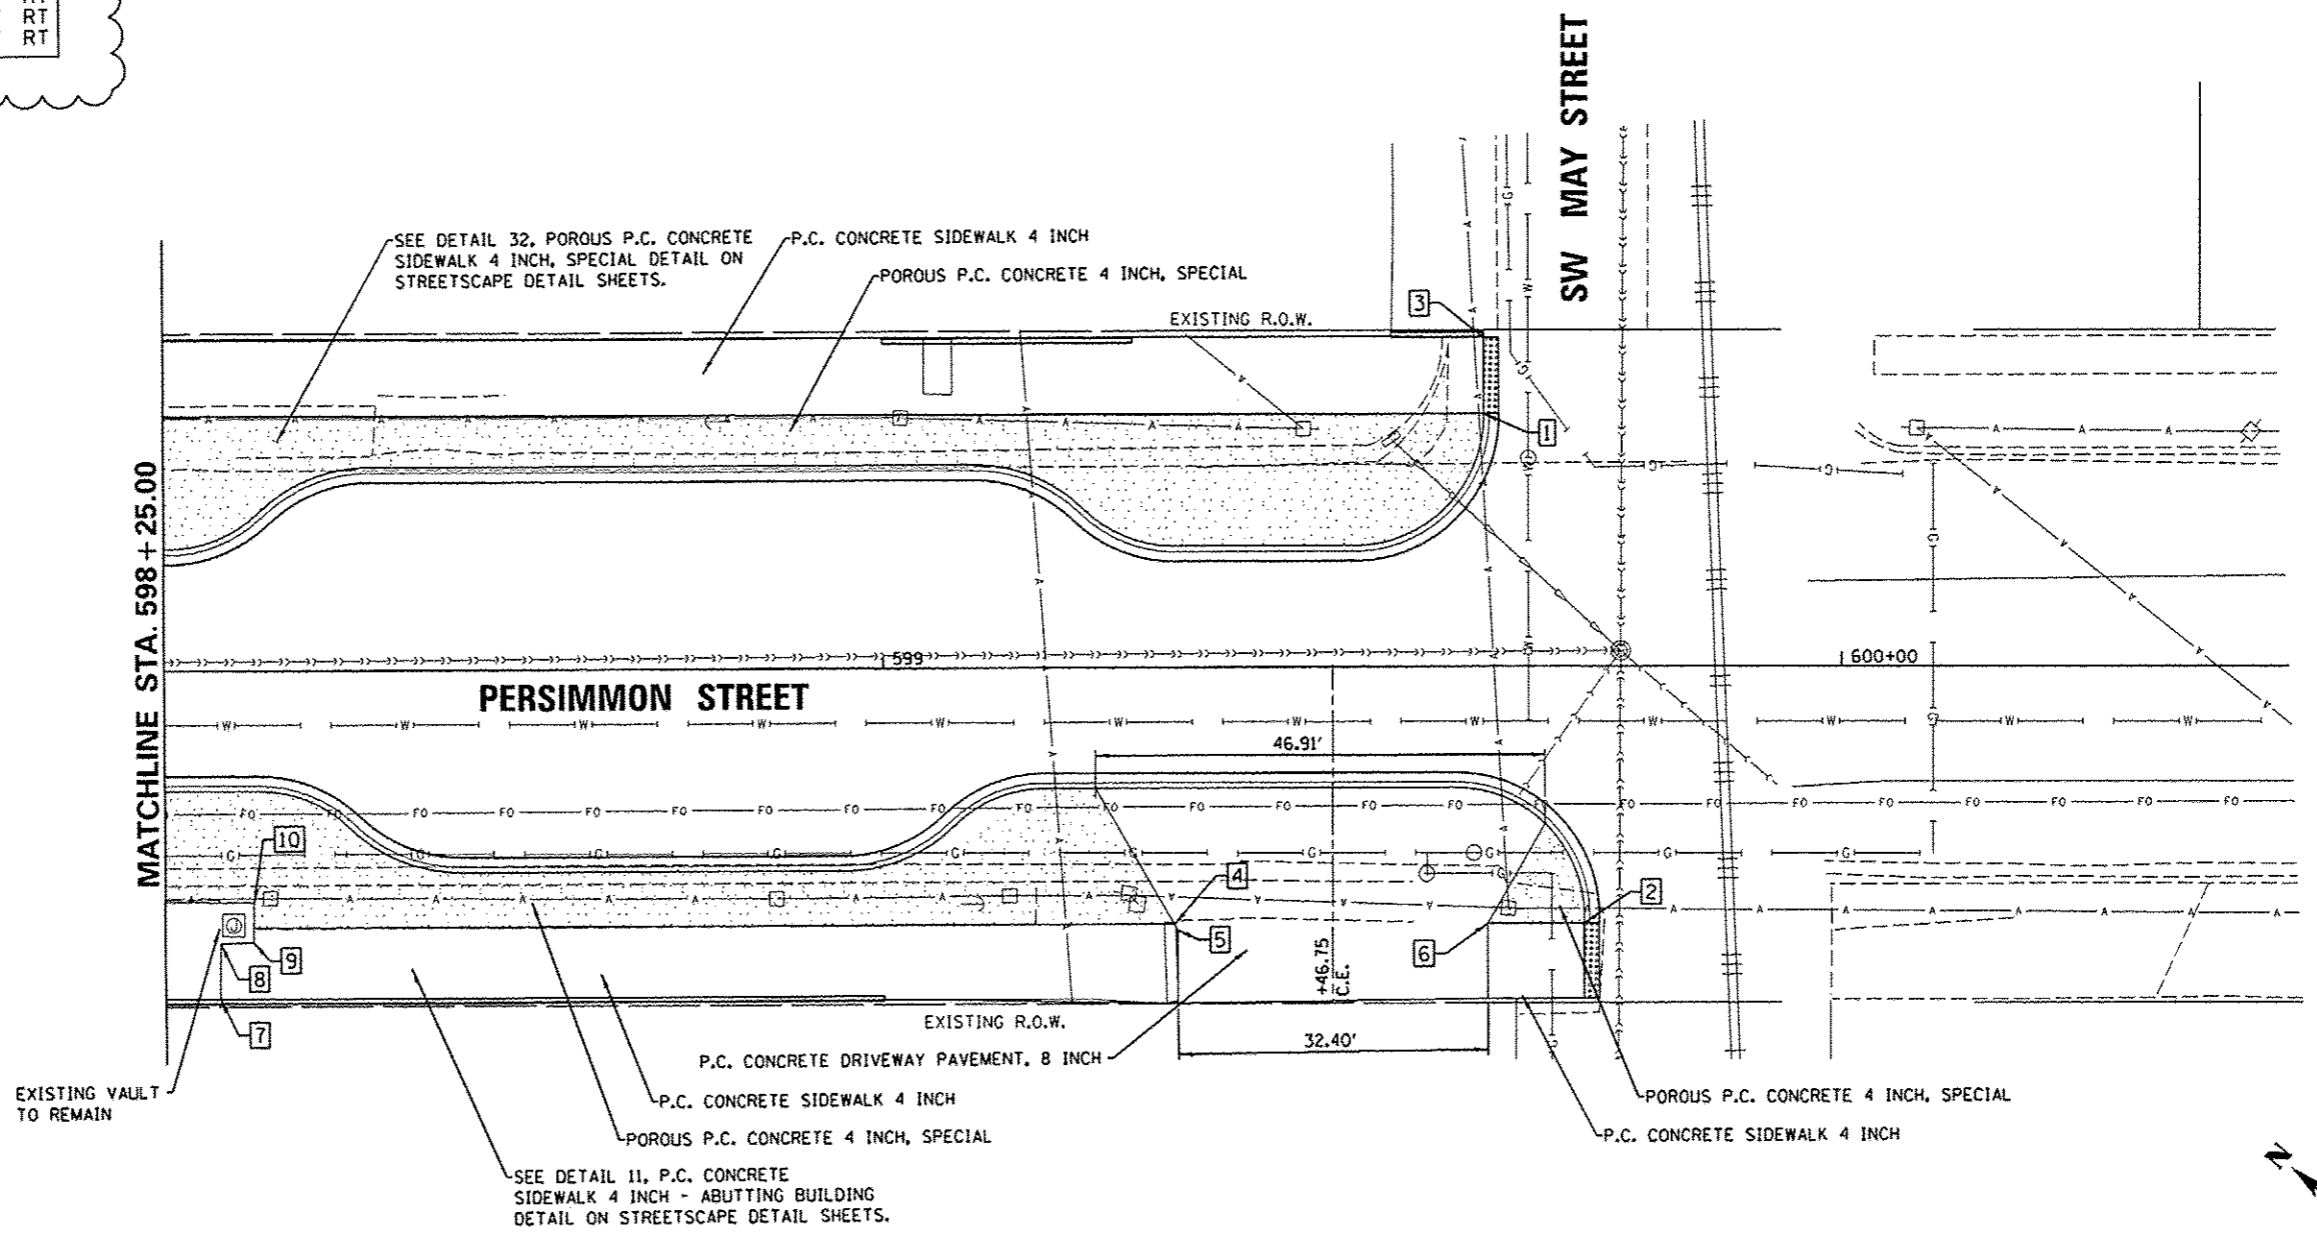 RT
RT
SW MAY STREET
SEE DETAIL 32, POROUS P.C. CONCRETE
SIDEWALK 4 INCH, SPECIAL DETAIL ON
STREETSCAPE DETAIL SHEETS.
P.C. CONCRETE SIDEWALK 4 INCH
POROUS P.C. CONCRETE 4 INCH, SPECIAL
EXISTING R.O.W.
3
1
MATCHLINE STA. 598+25.00
599
600+00
PERSIMMON STREET
46.91'
10
4
2
5
6
9
8
7
+46.75
C.E.
EXISTING R.O.W.
32.40'
P.C. CONCRETE DRIVEWAY PAVEMENT, 8 INCH
EXISTING VAULT
TO REMAIN
P.C. CONCRETE SIDEWALK 4 INCH
POROUS P.C. CONCRETE 4 INCH, SPECIAL
POROUS P.C. CONCRETE 4 INCH, SPECIAL
P.C. CONCRETE SIDEWALK 4 INCH
SEE DETAIL 11, P.C. CONCRETE
SIDEWALK 4 INCH - ABUTTING BUILDING
DETAIL ON STREETSCAPE DETAIL SHEETS.
N